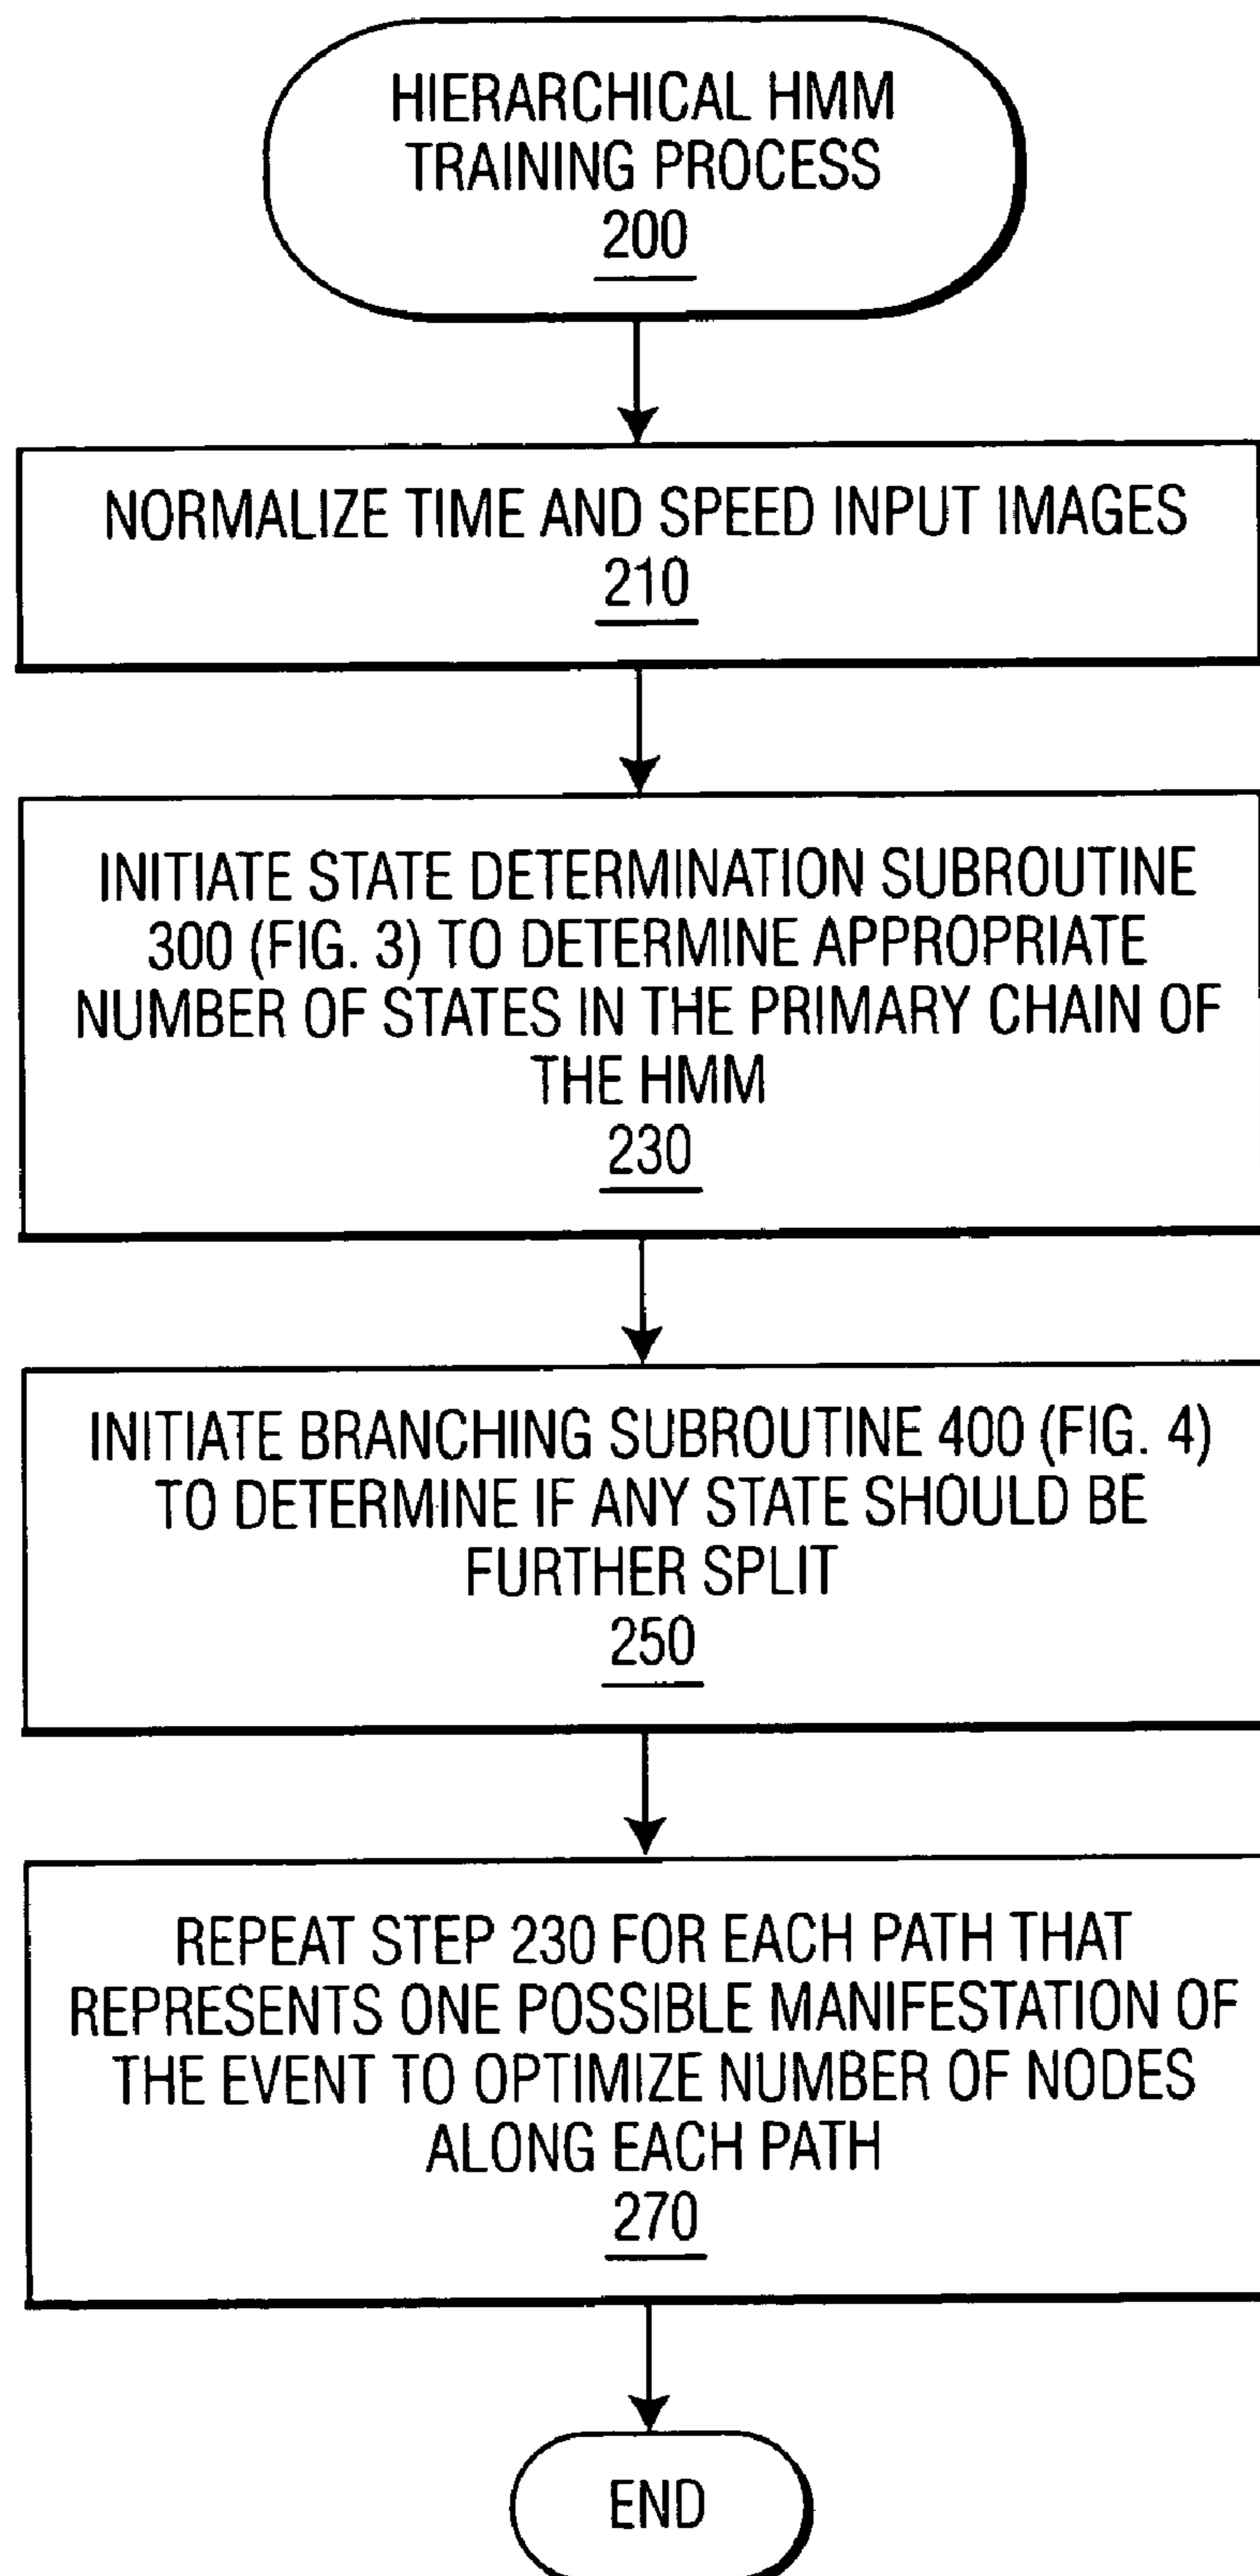 HIERARCHICAL HMM
TRAINING PROCESS
200
NORMALIZE TIME AND SPEED INPUT IMAGES
210
INITIATE STATE DETERMINATION SUBROUTINE
300 (FIG. 3) TO DETERMINE APPROPRIATE
NUMBER OF STATES IN THE PRIMARY CHAIN OF
THE HMM
230
INITIATE BRANCHING SUBROUTINE 400 (FIG. 4)
TO DETERMINE IF ANY STATE SHOULD BE
FURTHER SPLIT
250
REPEAT STEP 230 FOR EACH PATH THAT
REPRESENTS ONE POSSIBLE MANIFESTATION OF
THE EVENT TO OPTIMIZE NUMBER OF NODES
ALONG EACH PATH
270
END